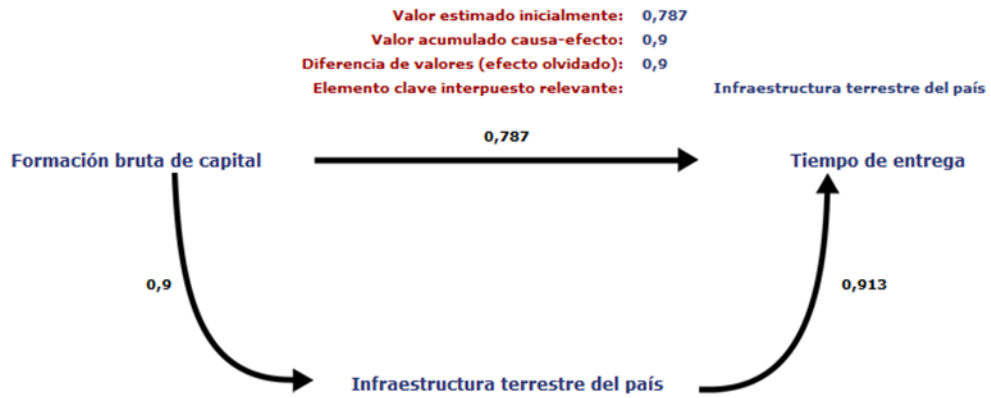 Valor estimado inicialmente: 0,787
Valor acumulado causa-efecto: 0,9
Diferencia de valores (efecto olvidado): 0,9
Elemento clave interpuesto relevante: Infraestructura terrestre del país
0,787
Formación bruta de capital Tiempo de entrega
0,9 0,913
Infraestructura terrestre del país